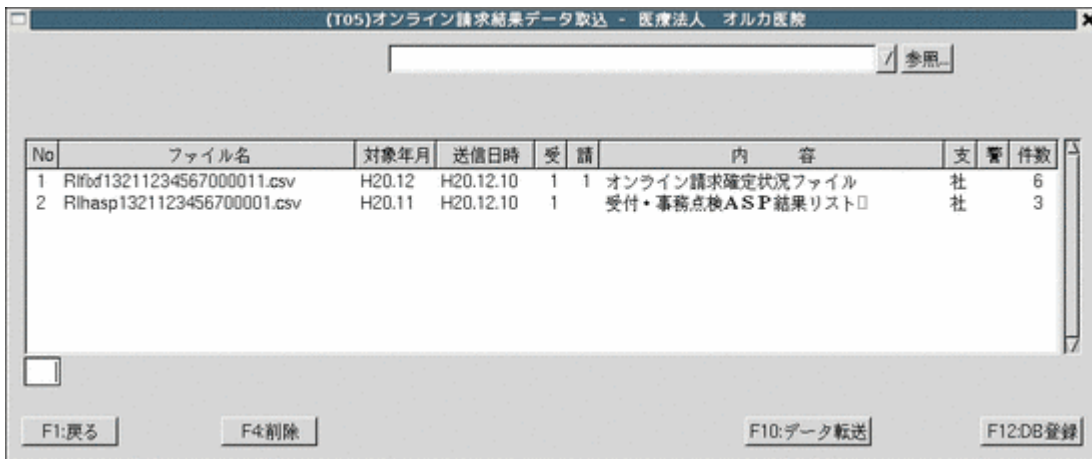 (T05)オンライン請求結果データ取込 - 医療法人 オルカ医院
参照...
No ファイル名 対象年月 送信日時 受 請 内 容 支 警 件数
1 RIfbd13211234567000011.csv H20.12 H20.12.10 1 1 オンライン請求確定状況ファイル 社 6
2 RIhasp1321123456700001.csv H20.11 H20.12.10 1 受付・事務点検ASP結果リスト 社 3
F1:戻る F4:削除 F10:データ転送 F12:DB登録